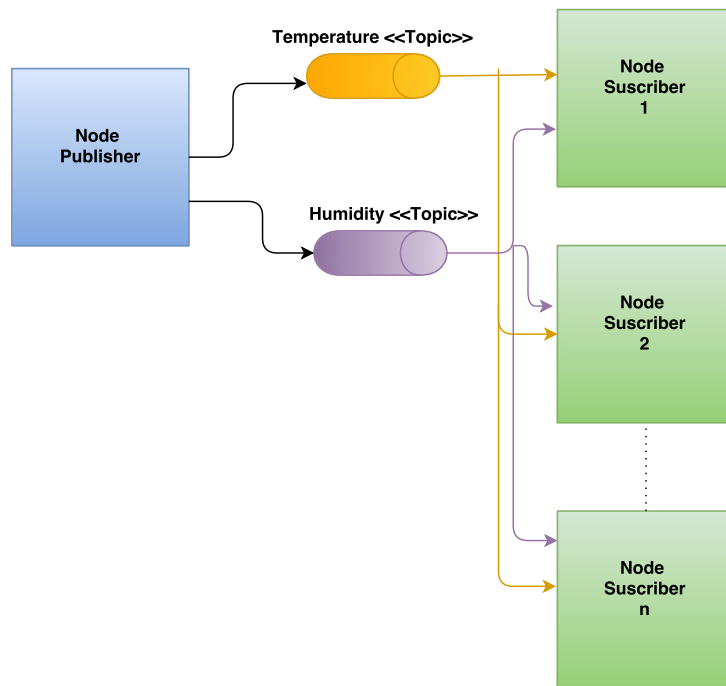 Temperature <<Topic>>
Node
Publisher
Humidity <<Topic>>
Node
Suscriber
1
Node
Suscriber
2
Node
Suscriber
n